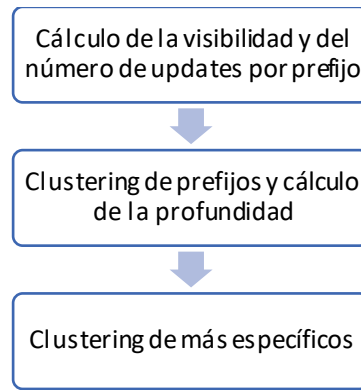 Cálculo de la visibilidad y del
número de updates por prefijo
Clustering de prefijos y cálculo
de la profundidad
Clustering de más específicos